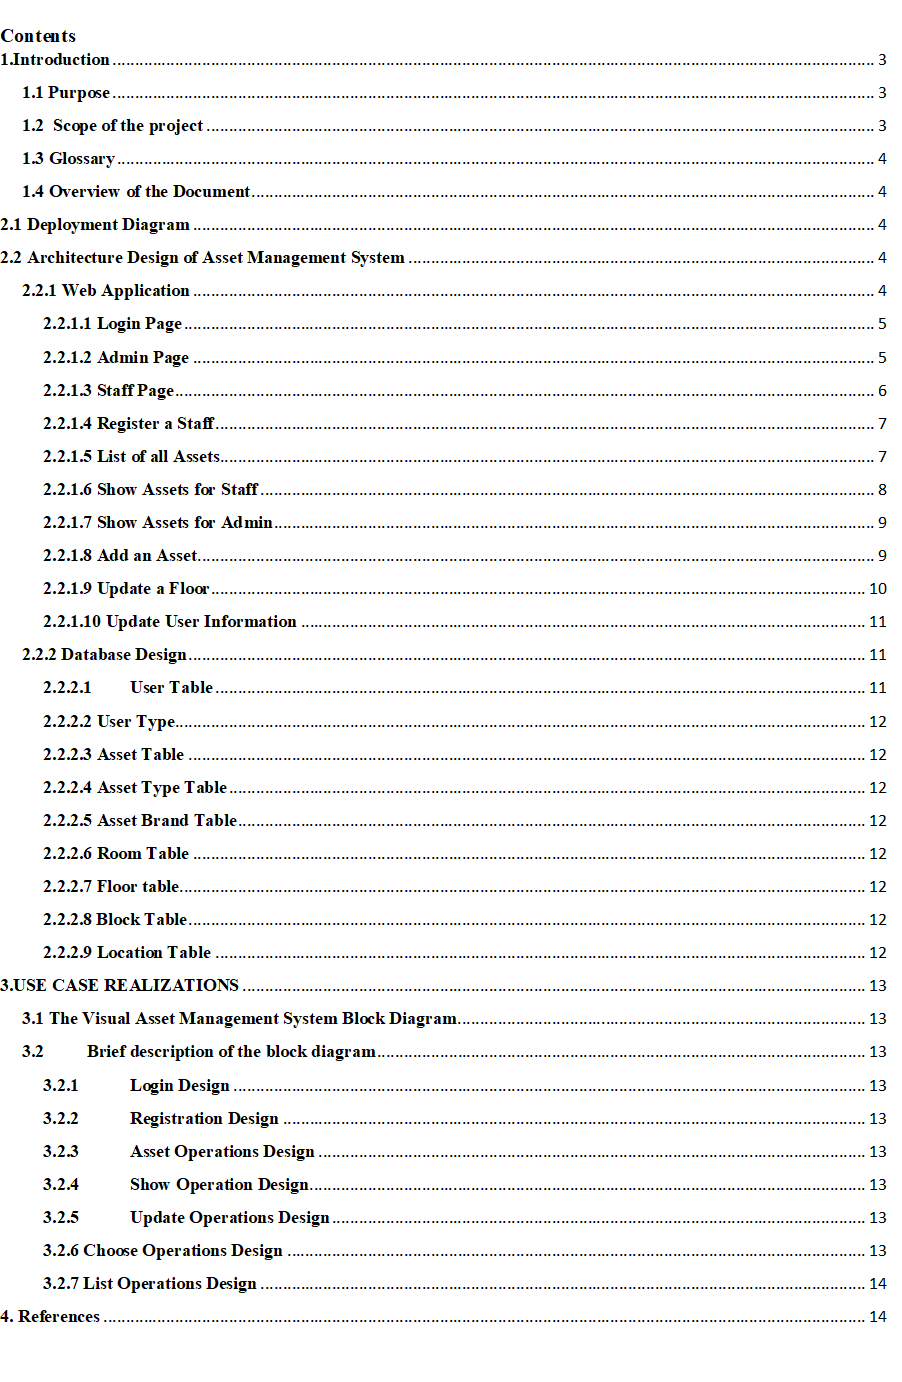 Contents
1.Introduction 3
1.1 Purpose 3
1.2 Scope of the project 3
1.3 Glossary 4
1.4 Overview of the Document 4
2.1 Deployment Diagram 4
2.2 Architecture Design of Asset Management System 4
2.2.1 Web Application 4
2.2.1.1 Login Page 5
2.2.1.2 Admin Page 5
2.2.1.3 Staff Page 6
2.2.1.4 Register a Staff 7
2.2.1.5 List of all Assets 7
2.2.1.6 Show Assets for Staff 8
2.2.1.7 Show Assets for Admin 9
2.2.1.8 Add an Asset 9
2.2.1.9 Update a Floor 10
2.2.1.10 Update User Information 11
2.2.2 Database Design 11
2.2.2.1 User Table 11
2.2.2.2 User Type 12
2.2.2.3 Asset Table 12
2.2.2.4 Asset Type Table 12
2.2.2.5 Asset Brand Table 12
2.2.2.6 Room Table 12
2.2.2.7 Floor table 12
2.2.2.8 Block Table 12
2.2.2.9 Location Table 12
3.USE CASE REALIZATIONS 13
3.1 The Visual Asset Management System Block Diagram 13
3.2 Brief description of the block diagram 13
3.2.1 Login Design 13
3.2.2 Registration Design 13
3.2.3 Asset Operations Design 13
3.2.4 Show Operation Design 13
3.2.5 Update Operations Design 13
3.2.6 Choose Operations Design 13
3.2.7 List Operations Design 14
4. References 14